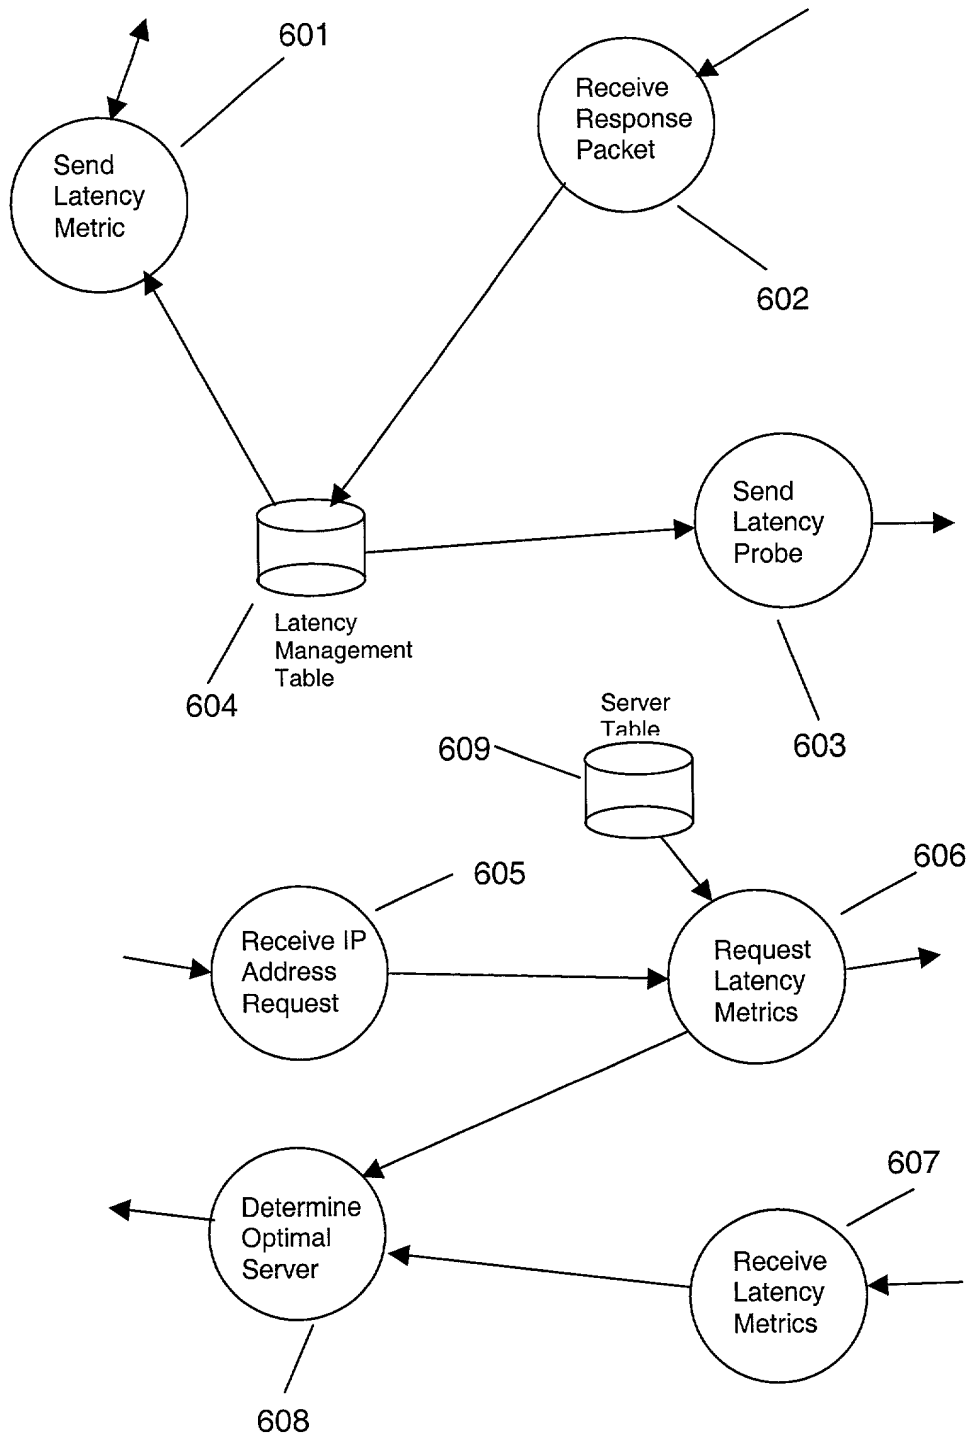 601
Send
Latency
Metric
Receive
Response
Packet
602
Send
Latency
Probe
603
Latency
Management
Table
604
Server
Table
609
605
Receive IP
Address
Request
606
Request
Latency
Metrics
607
Determine
Optimal
Server
608
Receive
Latency
Metrics